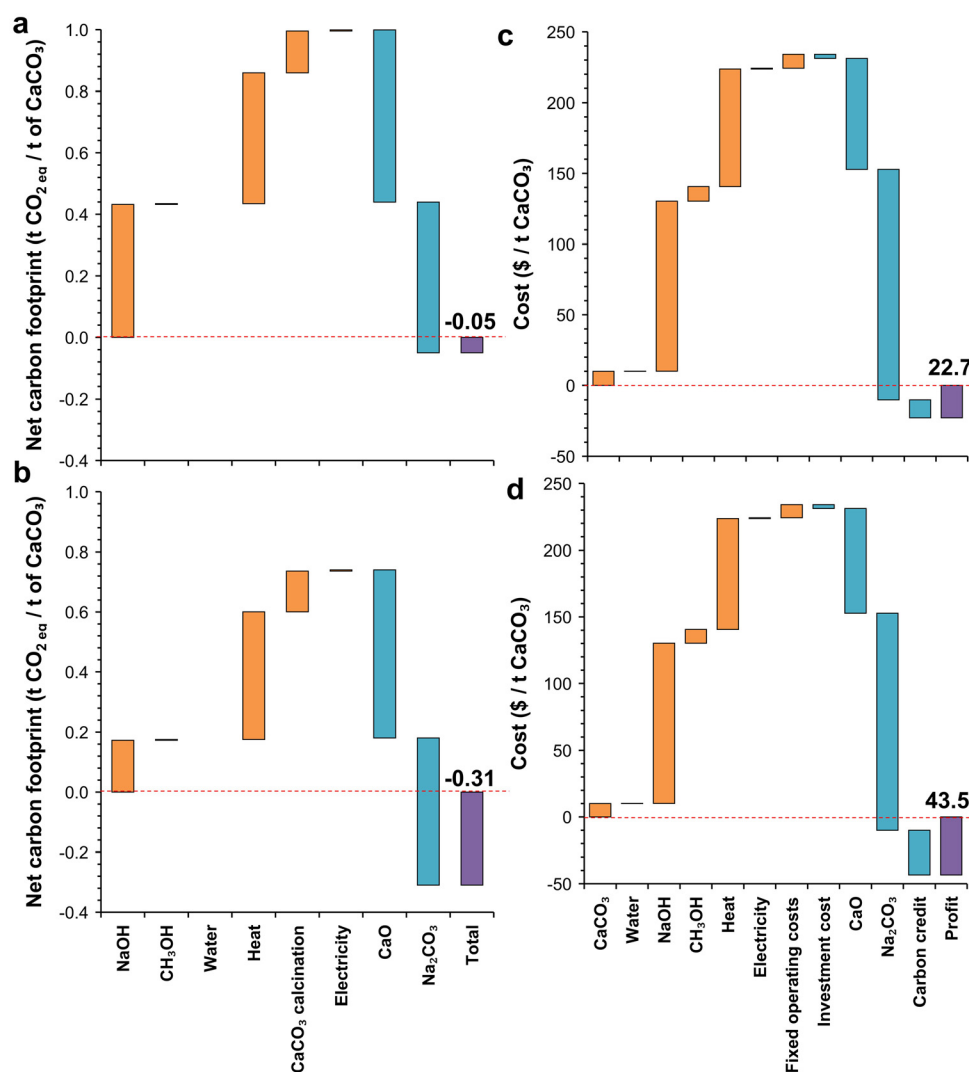 a
Net carbon footprint (t CO₂ eq / t of CaCO₃)
1.0
0.8
0.6
0.4
0.2
0.0
-0.2
-0.4
-0.05
b
Net carbon footprint (t CO₂ eq / t of CaCO₃)
1.0
0.8
0.6
0.4
0.2
0.0
-0.2
-0.4
-0.31
NaOH
CH₃OH
Water
Heat
CaCO₃ calcination
Electricity
CaO
Na₂CO₃
Total
c
Cost ($ / t CaCO₃)
250
200
150
100
50
0
-50
22.7
d
Cost ($ / t CaCO₃)
250
200
150
100
50
0
-50
43.5
CaCO₃
Water
NaOH
CH₃OH
Heat
Electricity
Fixed operating costs
Investment cost
CaO
Na₂CO₃
Carbon credit
Profit